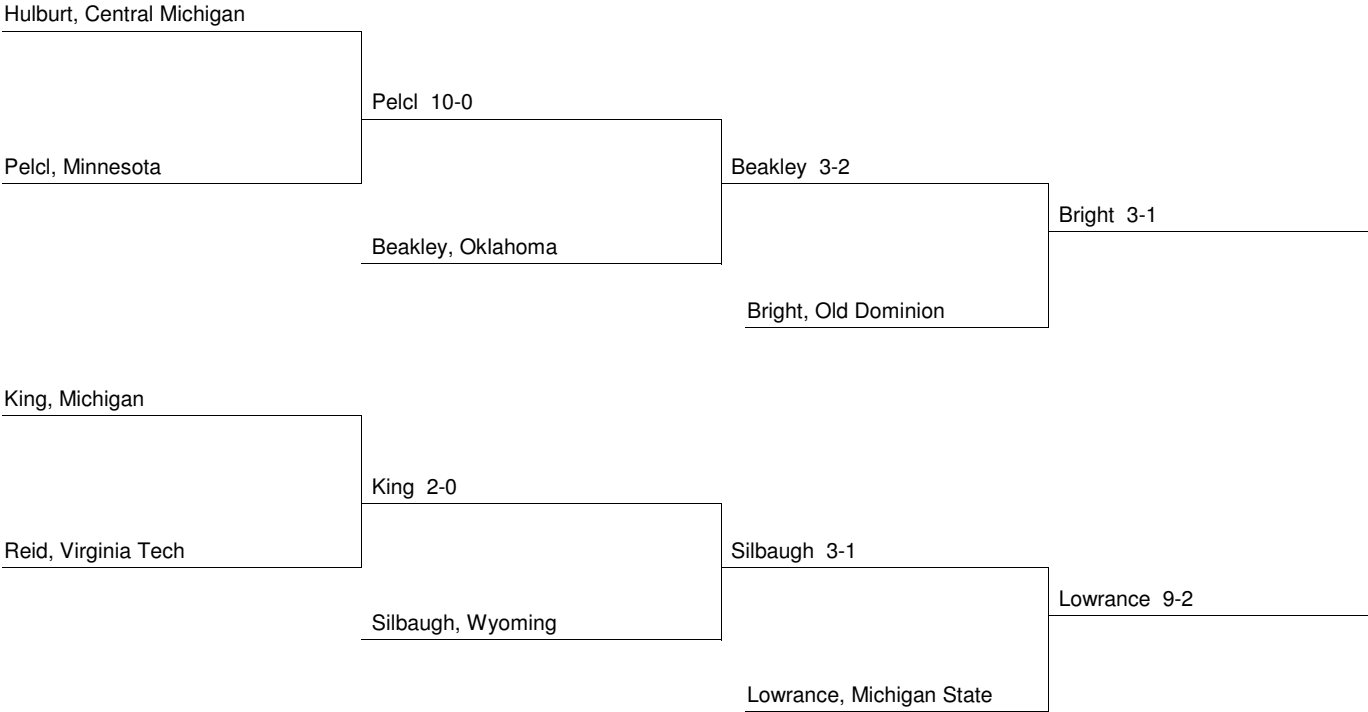 Hulburt, Central Michigan
Pelcl 10-0
Pelcl, Minnesota
Beakley 3-2
Bright 3-1
Beakley, Oklahoma
Bright, Old Dominion
King, Michigan
King 2-0
Reid, Virginia Tech
Silbaugh 3-1
Lowrance 9-2
Silbaugh, Wyoming
Lowrance, Michigan State